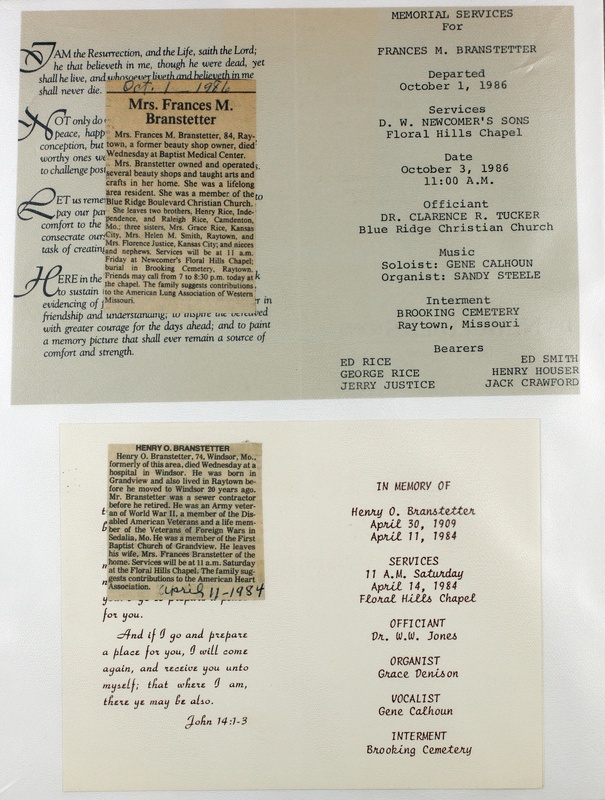 I AM the Resurrection, and the Life, saith the Lord;
he that believeth in me, though he were dead, yet
shall he live, and whosoever liveth and believeth in me
shall never die.
NOT only do
peace, happ
conception, but
worthy ones w
to challenge post
LET us reme
pay our par
comfort to the
consecrate our
task of creatin
HERE in the
to sustain
evidencing of
friendship and understanding; to inspire the bereaved
with greater courage for the days ahead; and to paint
a memory picture that shall ever remain a source of
comfort and strength.
Oct. 1 1986
Mrs. Frances M.
Branstetter
Mrs. Frances M. Branstetter, 84, Ray-
town, a former beauty shop owner, died
Wednesday at Baptist Medical Center.
Mrs. Branstetter owned and operated
several beauty shops and taught arts and
crafts in her home. She was a lifelong
area resident. She was a member of the
Blue Ridge Boulevard Christian Church.
She leaves two brothers, Henry Rice, Inde-
pendence, and Raleigh Rice, Camdenton,
Mo.; three sisters, Mrs. Grace Rice, Kansas
City, Mrs. Helen M. Smith, Raytown, and
Mrs. Florence Justice, Kansas City; and nieces
and nephews. Services will be at 11 a.m.
Friday at Newcomer's Floral Hills Chapel;
burial in Brooking Cemetery, Raytown.
Friends may call from 7 to 8:30 p.m. today at
the chapel. The family suggests contributions
to the American Lung Association of Western
Missouri.
MEMORIAL SERVICES
For
FRANCES M. BRANSTETTER
Departed
October 1, 1986
Services
D. W. NEWCOMER'S SONS
Floral Hills Chapel
Date
October 3, 1986
11:00 A.M.
Officiant
DR. CLARENCE R. TUCKER
Blue Ridge Christian Church
Music
Soloist: GENE CALHOUN
Organist: SANDY STEELE
Interment
BROOKING CEMETERY
Raytown, Missouri
Bearers
ED RICE ED SMITH
GEORGE RICE HENRY HOUSER
JERRY JUSTICE JACK CRAWFORD
HENRY O. BRANSTETTER
Henry O. Branstetter, 74, Windsor, Mo.,
formerly of this area, died Wednesday at a
hospital in Windsor. He was born in
Grandview and also lived in Raytown be-
fore he moved to Windsor 20 years ago.
Mr. Branstetter was a sewer contractor
before he retired. He was an Army veter-
an of World War II, a member of the Dis-
abled American Veterans and a life mem-
ber of the Veterans of Foreign Wars in
Sedalia, Mo. He was a member of the First
Baptist Church of Grandview. He leaves
his wife, Mrs. Frances Branstetter of the
home. Services will be at 11 a.m. Saturday
at the Floral Hills Chapel. The family sug-
gests contributions to the American Heart
Association.
April 11-1984
for you.
And if I go and prepare
a place for you, I will come
again, and receive you unto
myself; that where I am,
there ye may be also.
John 14:1-3
IN MEMORY OF
Henry O. Branstetter
April 30, 1909
April 11, 1984
SERVICES
11 A.M. Saturday
April 14, 1984
Floral Hills Chapel
OFFICIANT
Dr. W.W. Jones
ORGANIST
Grace Denison
VOCALIST
Gene Calhoun
INTERMENT
Brooking Cemetery